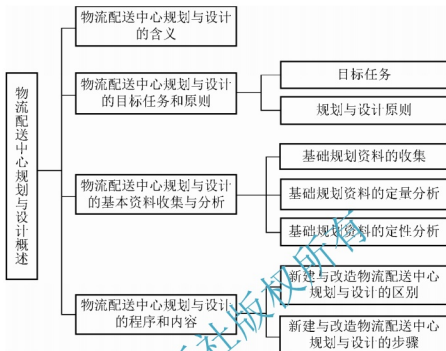 物流配送中心规划与设计概述
物流配送中心规划与设计
的含义
物流配送中心规划与设计
的目标任务和原则
目标任务
规划与设计原则
物流配送中心规划与设计
的基本资料收集与分析
基础规划资料的收集
基础规划资料的定量分析
基础规划资料的定性分析
物流配送中心规划与设计
的程序和内容
新建与改造物流配送中心
规划与设计的区别
新建与改造物流配送中心
规划与设计的步骤
社版权所有